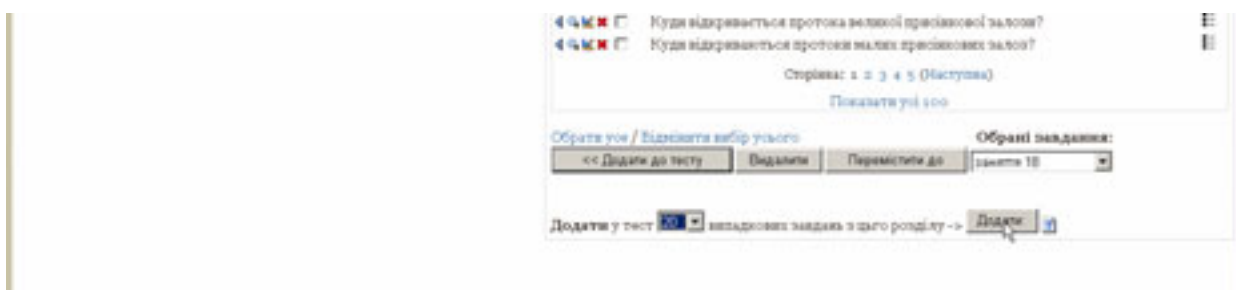 Куди відкривається протока великої присінкової залози?
Куди відкриваються протоки малих присінкових залоз?
Сторінка: 1 2 3 4 5 (Наступна)
Показати усі 100
Обрати усе / Відмінити вибір усього
Обрані завдання:
<< Додати до тесту Видалити Перемістити до заняття 18
Додати у тест 20 випадкових завдань з цього розділу -> Додати